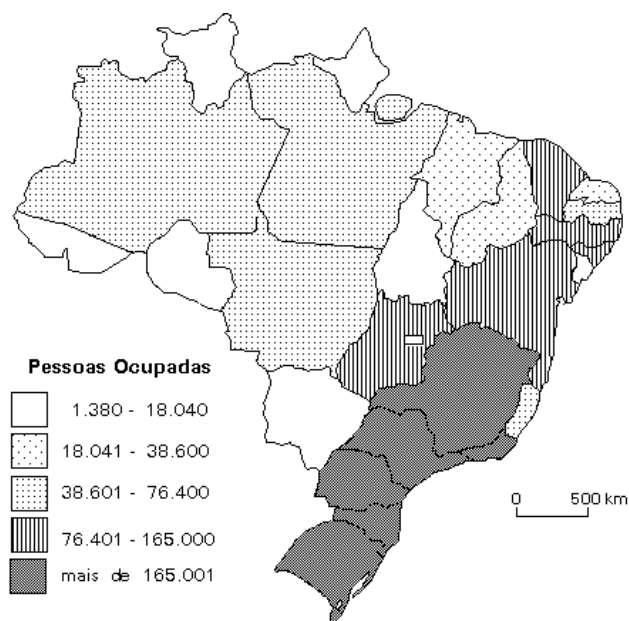 Pessoas Ocupadas
1.380 - 18.040
18.041 - 38.600
38.601 - 76.400
76.401 - 165.000
mais de 165.001
0 500 km